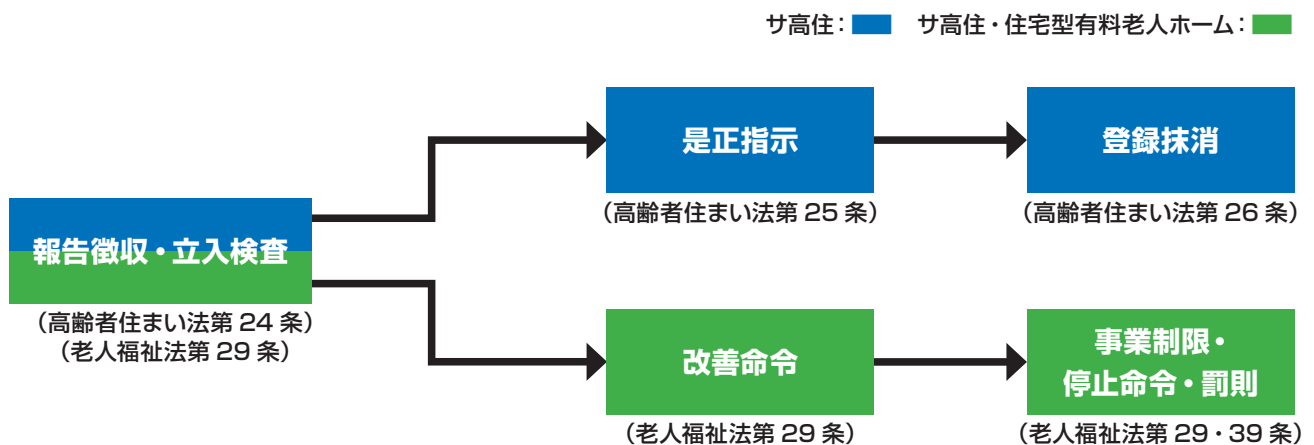 サ高住: サ高住・住宅型有料老人ホーム:
是正指示
(高齢者住まい法第 25 条)
登録抹消
(高齢者住まい法第 26 条)
報告徴収・立入検査
(高齢者住まい法第 24 条)
(老人福祉法第 29 条)
改善命令
(老人福祉法第 29 条)
事業制限・
停止命令・罰則
(老人福祉法第 29・39 条)